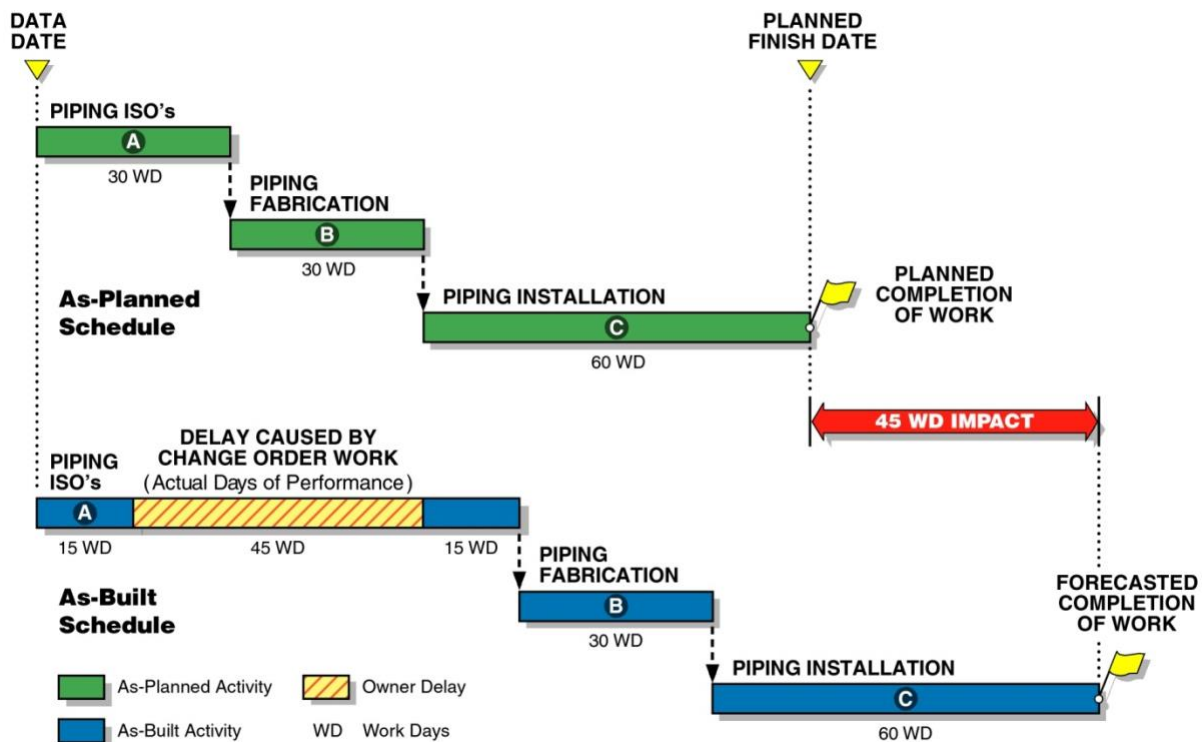 DATA
DATE
PLANNED
FINISH DATE
PIPING ISO's
A
30 WD
PIPING
FABRICATION
B
30 WD
As-Planned
Schedule
PIPING INSTALLATION
C
60 WD
PLANNED
COMPLETION
OF WORK
45 WD IMPACT
DELAY CAUSED BY
CHANGE ORDER WORK
(Actual Days of Performance)
PIPING
ISO's
A
15 WD
45 WD
15 WD
PIPING
FABRICATION
B
30 WD
As-Built
Schedule
FORECASTED
COMPLETION
OF WORK
PIPING INSTALLATION
C
60 WD
As-Planned Activity
Owner Delay
As-Built Activity
WD Work Days